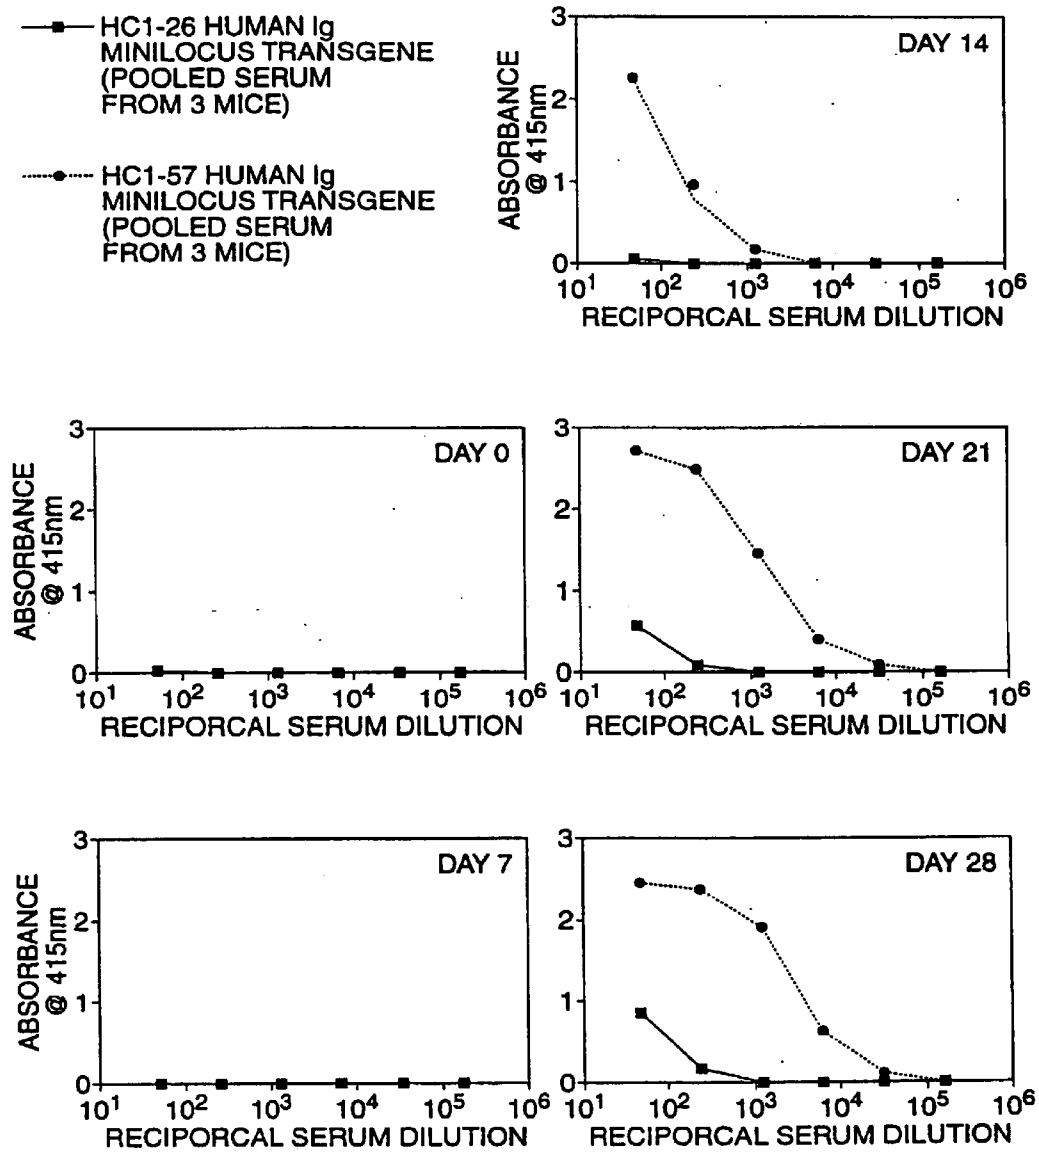 HC1-26 HUMAN Ig
MINILOCUS TRANSGENE
(POOLED SERUM
FROM 3 MICE)
HC1-57 HUMAN Ig
MINILOCUS TRANSGENE
(POOLED SERUM
FROM 3 MICE)
DAY 14
ABSORBANCE
@ 415nm
3
2
1
0
10¹ 10² 10³ 10⁴ 10⁵ 10⁶
RECIPORCAL SERUM DILUTION
DAY 0
ABSORBANCE
@ 415nm
3
2
1
0
10¹ 10² 10³ 10⁴ 10⁵ 10⁶
RECIPORCAL SERUM DILUTION
DAY 21
3
2
1
0
10¹ 10² 10³ 10⁴ 10⁵ 10⁶
RECIPORCAL SERUM DILUTION
DAY 7
ABSORBANCE
@ 415nm
3
2
1
0
10¹ 10² 10³ 10⁴ 10⁵ 10⁶
RECIPORCAL SERUM DILUTION
DAY 28
3
2
1
0
10¹ 10² 10³ 10⁴ 10⁵ 10⁶
RECIPORCAL SERUM DILUTION